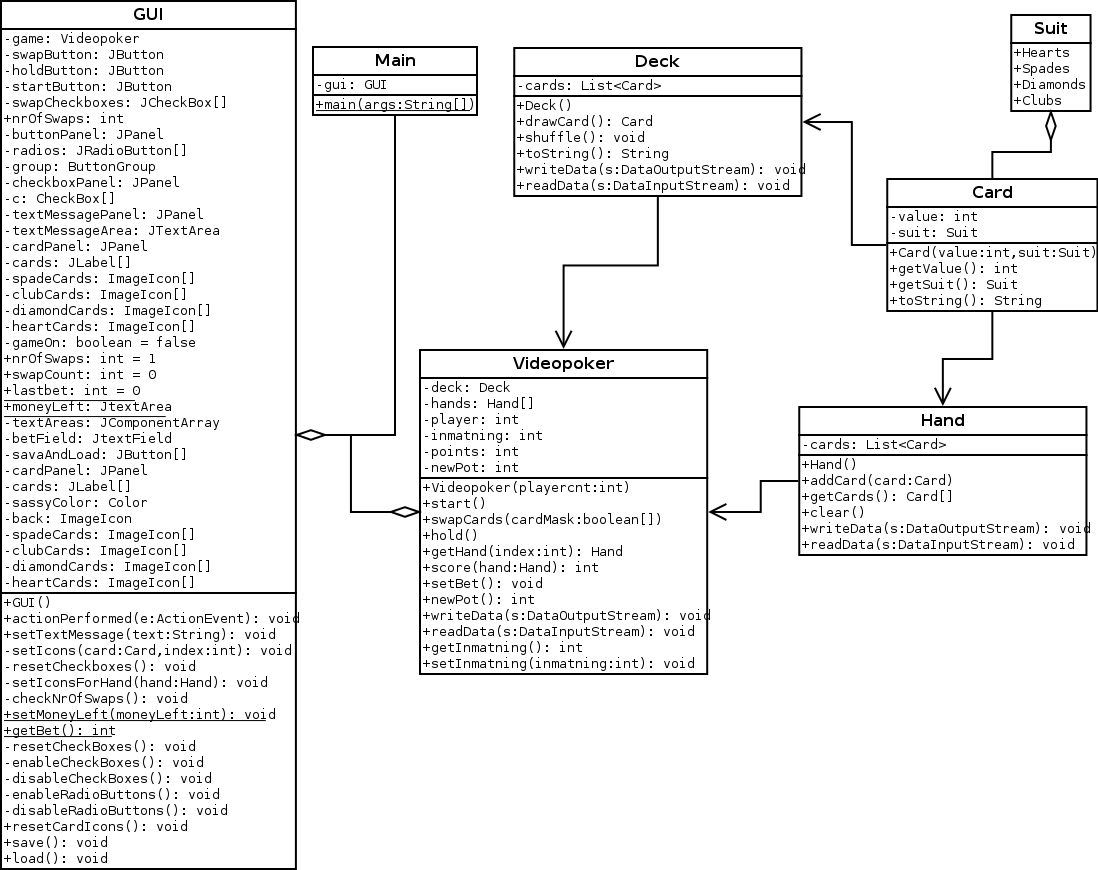 GUI
-game: Videopoker
-swapButton: JButton
-holdButton: JButton
-startButton: JButton
-swapCheckboxes: JCheckBox[]
+nrOfSwaps: int
-buttonPanel: JPanel
-radios: JRadioButton[]
-group: ButtonGroup
-checkboxPanel: JPanel
-c: CheckBox[]
-textMessagePanel: JPanel
-textMessageArea: JTextArea
-cardPanel: JPanel
-cards: JLabel[]
-spadeCards: ImageIcon[]
-clubCards: ImageIcon[]
-diamondCards: ImageIcon[]
-heartCards: ImageIcon[]
-gameOn: boolean = false
+nrOfSwaps: int = 1
+swapCount: int = 0
+lastbet: int = 0
+moneyLeft: JtextArea
-textAreas: JComponentArray
-betField: JtextField
-savaAndLoad: JButton[]
-cardPanel: JPanel
-cards: JLabel[]
-sassyColor: Color
-back: ImageIcon
-spadeCards: ImageIcon[]
-clubCards: ImageIcon[]
-diamondCards: ImageIcon[]
-heartCards: ImageIcon[]
+GUI()
+actionPerformed(e:ActionEvent): void
+setTextMessage(text:String): void
-setIcons(card:Card,index:int): void
-resetCheckboxes(): void
-setIconsForHand(hand:Hand): void
-checkNrOfSwaps(): void
+setMoneyLeft(moneyLeft:int): void
+getBet(): int
-resetCheckBoxes(): void
-enableCheckBoxes(): void
-disableCheckBoxes(): void
-enableRadioButtons(): void
-disableRadioButtons(): void
+resetCardIcons(): void
+save(): void
+load(): void
Main
-gui: GUI
+main(args:String[])
Deck
-cards: List<Card>
+Deck()
+drawCard(): Card
+shuffle(): void
+toString(): String
+writeData(s:DataOutputStream): void
+readData(s:DataInputStream): void
Suit
+Hearts
+Spades
+Diamonds
+Clubs
Card
-value: int
-suit: Suit
+Card(value:int,suit:Suit)
+getValue(): int
+getSuit(): Suit
+toString(): String
Videopoker
-deck: Deck
-hands: Hand[]
-player: int
-inmatning: int
-points: int
-newPot: int
+Videopoker(playercnt:int)
+start()
+swapCards(cardMask:boolean[])
+hold()
+getHand(index:int): Hand
+score(hand:Hand): int
+setBet(): void
+newPot(): int
+writeData(s:DataOutputStream): void
+readData(s:DataInputStream): void
+getInmatning(): int
+setInmatning(inmatning:int): void
Hand
-cards: List<Card>
+Hand()
+addCard(card:Card)
+getCards(): Card[]
+clear()
+writeData(s:DataOutputStream): void
+readData(s:DataInputStream): void